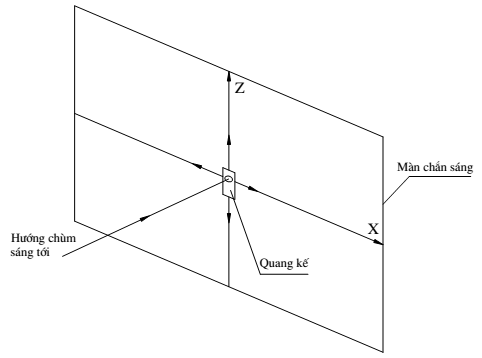 Z
Màn chắn sáng
X
Hướng chùm
sáng tới
Quang kế